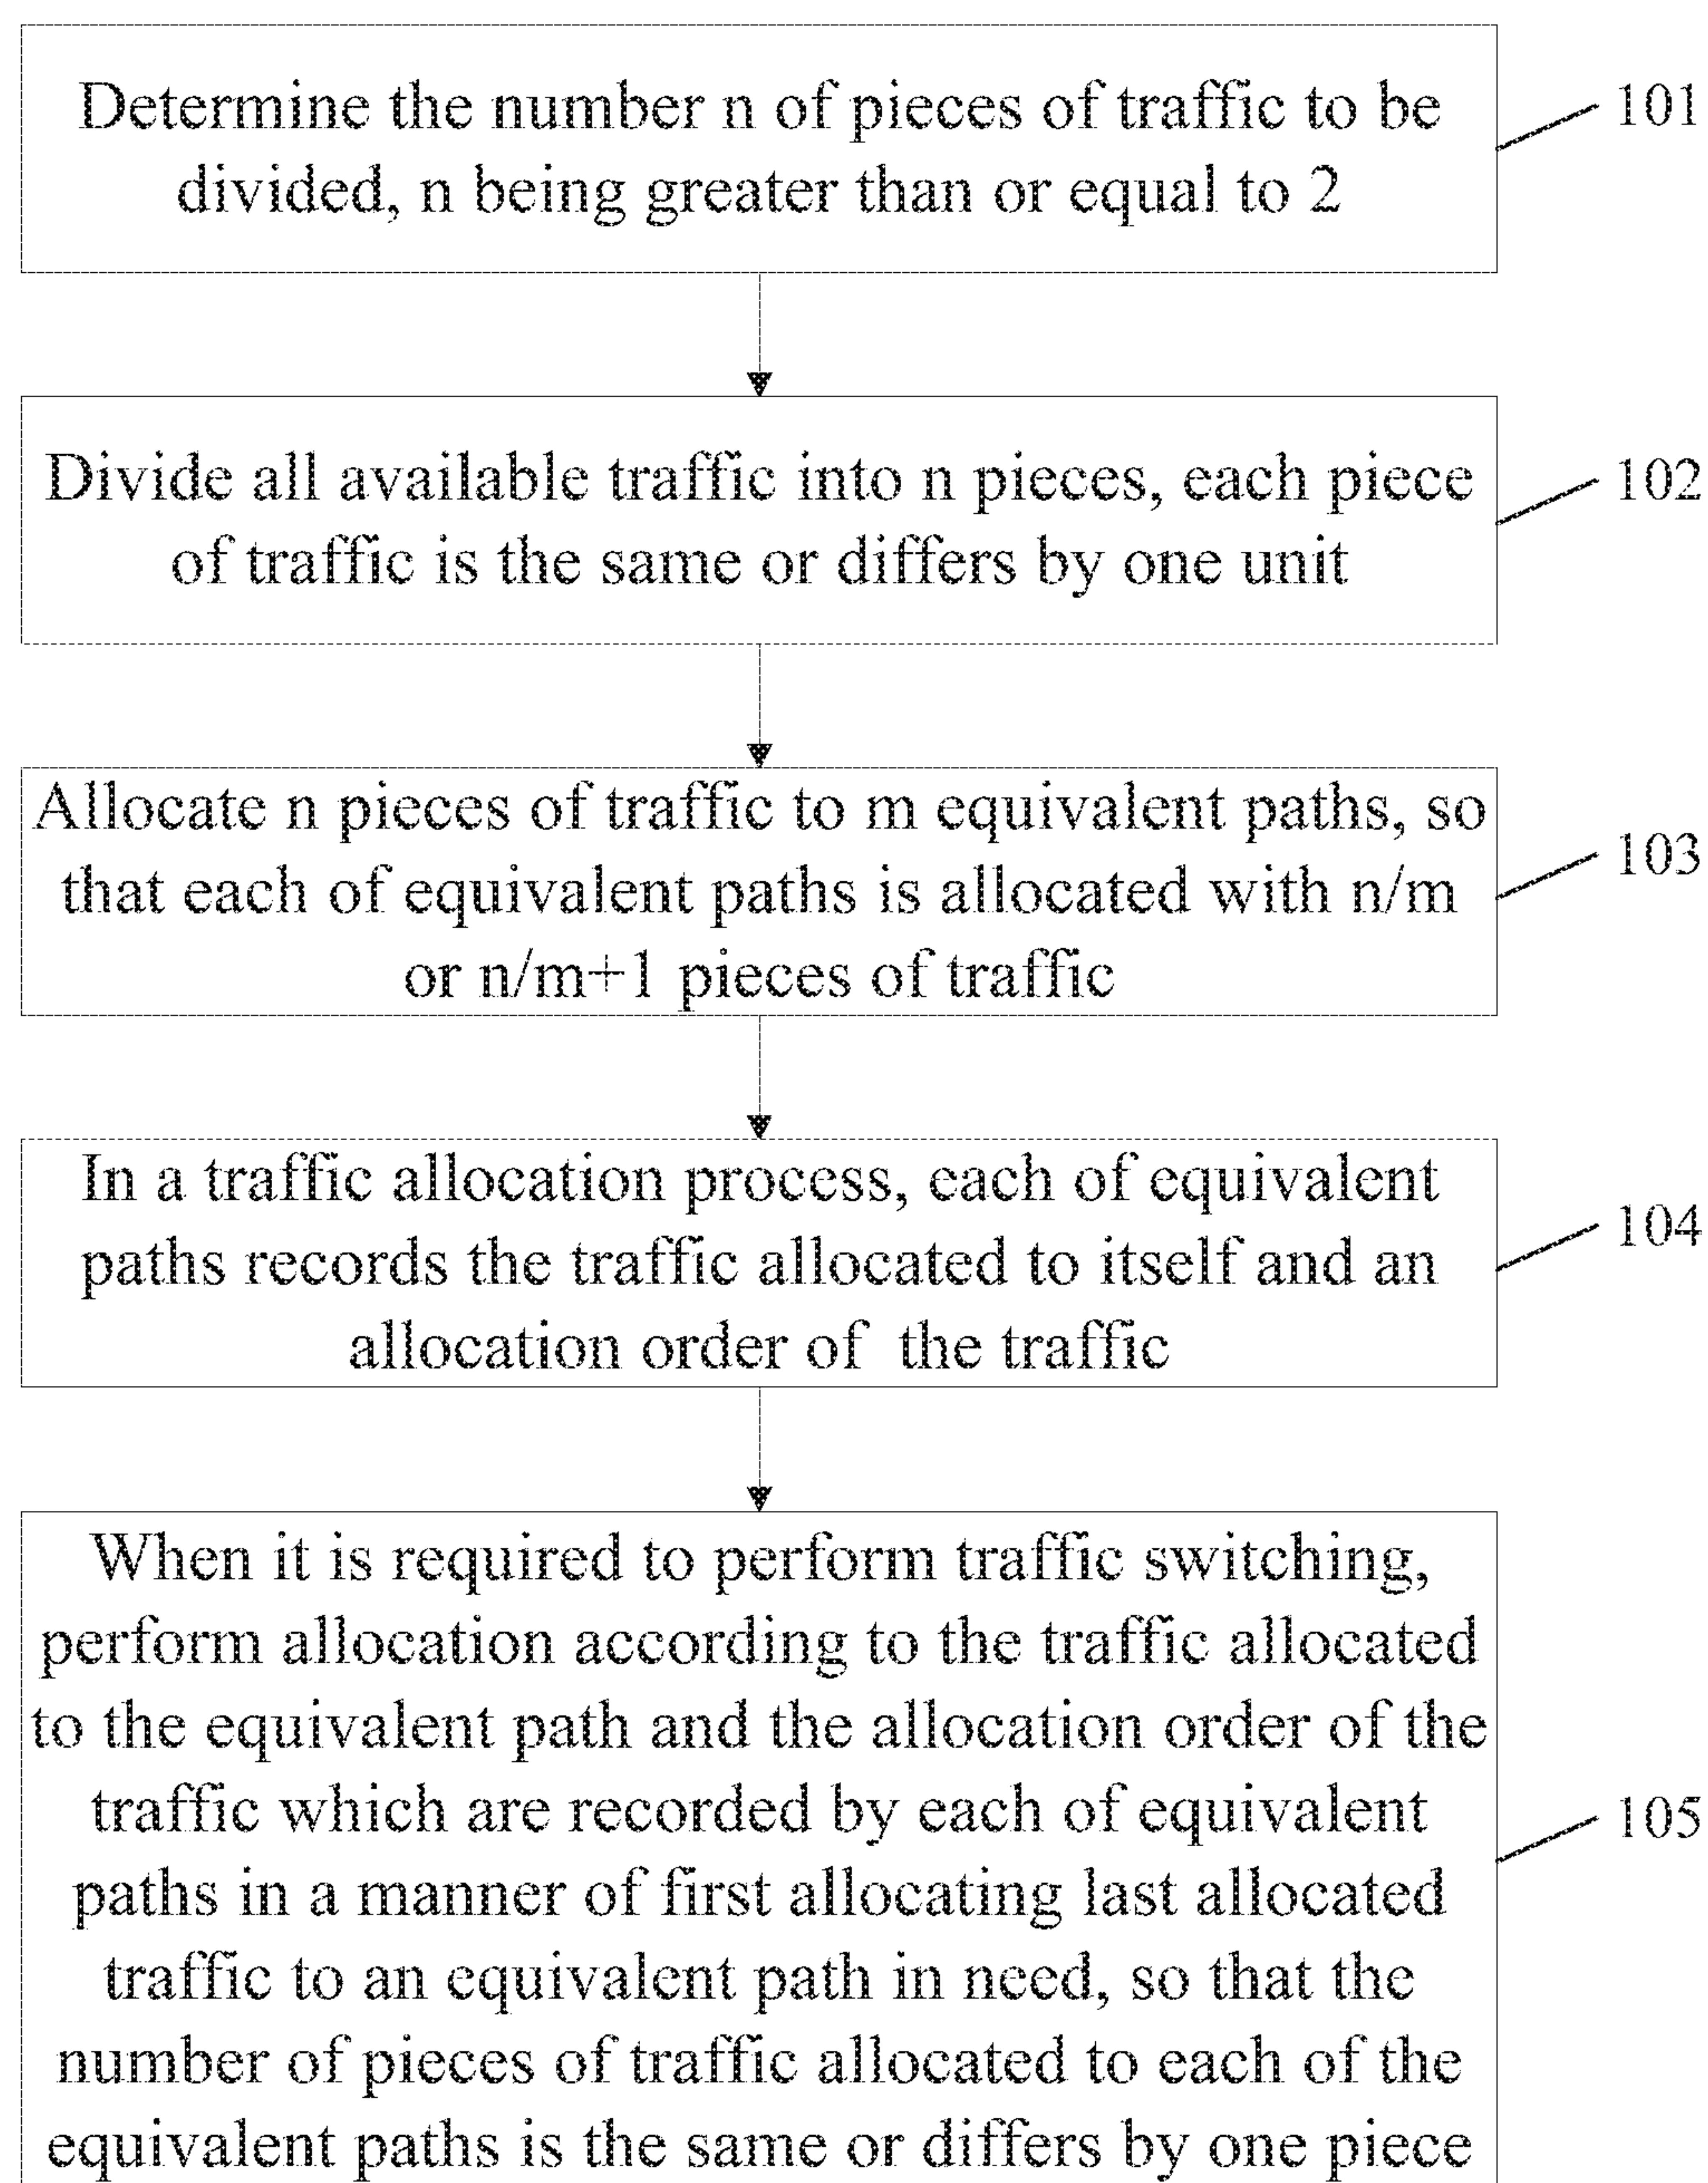 Determine the number n of pieces of traffic to be
divided, n being greater than or equal to 2
101
Divide all available traffic into n pieces, each piece
of traffic is the same or differs by one unit
102
Allocate n pieces of traffic to m equivalent paths, so
that each of equivalent paths is allocated with n/m
or n/m+1 pieces of traffic
103
In a traffic allocation process, each of equivalent
paths records the traffic allocated to itself and an
allocation order of the traffic
104
When it is required to perform traffic switching,
perform allocation according to the traffic allocated
to the equivalent path and the allocation order of the
traffic which are recorded by each of equivalent
paths in a manner of first allocating last allocated
traffic to an equivalent path in need, so that the
number of pieces of traffic allocated to each of the
equivalent paths is the same or differs by one piece
105